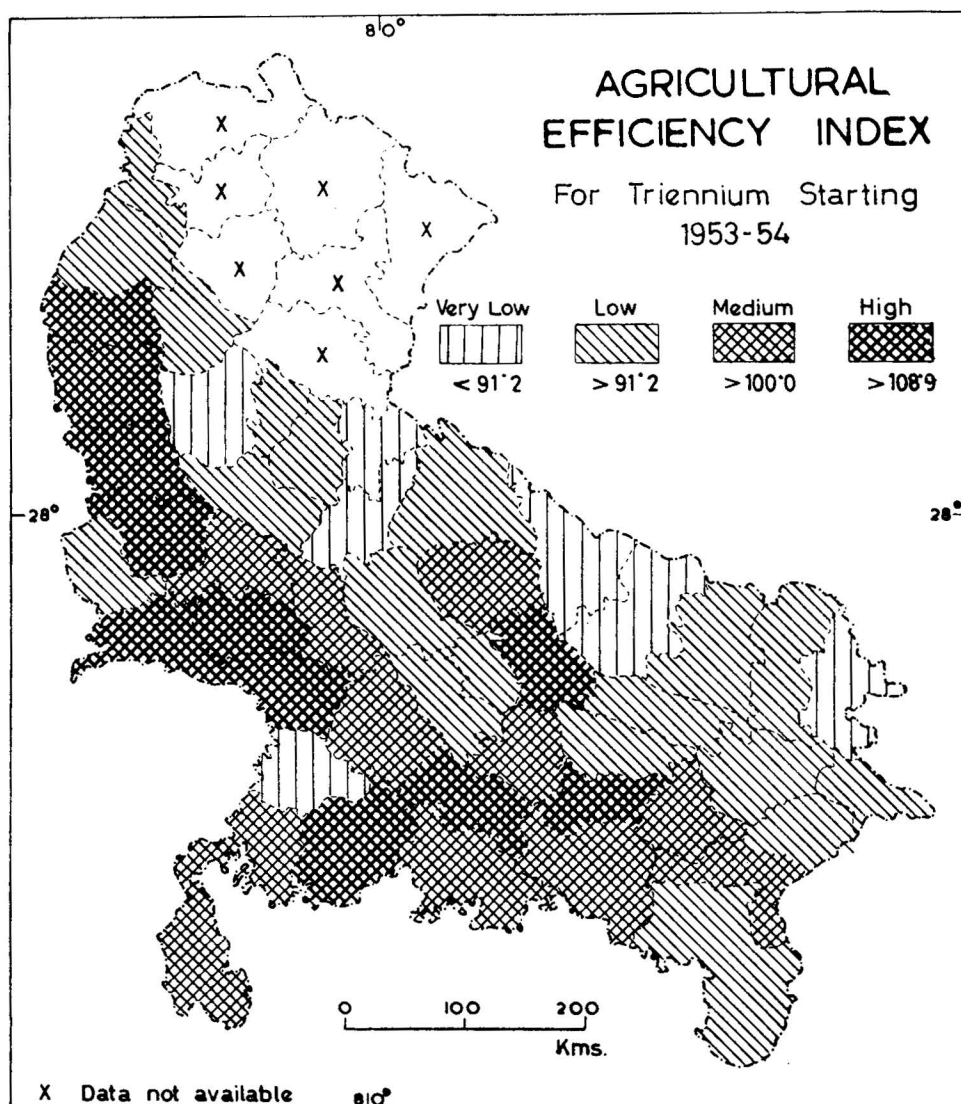 80°
AGRICULTURAL
EFFICIENCY INDEX
For Triennium Starting
1953-54
Very Low Low Medium High
< 91°2 > 91°2 > 100°0 > 108°9
X
X
X
X
X
X
X
28° 28°
0 100 200
Kms.
X Data not available 810°